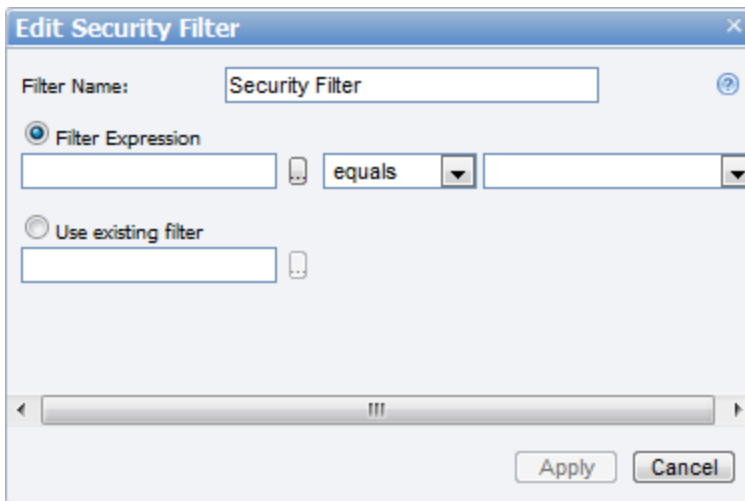 Edit Security Filter
Filter Name: Security Filter
Filter Expression
... equals
Use existing filter
...
Apply Cancel